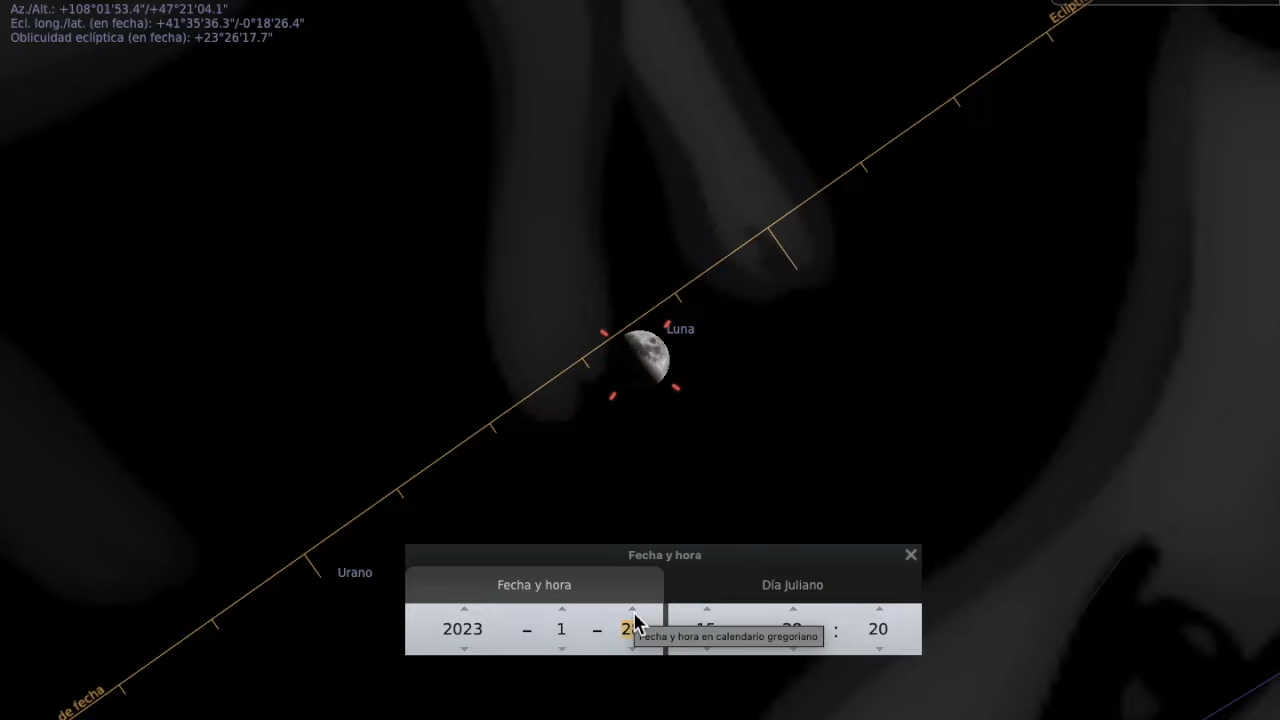 Az./Alt.: +108°01'53.4"/+47°21'04.1"
Ecl. long./lat. (en fecha): +41°35'36.3"/-0°18'26.4"
Oblicuidad eclíptica (en fecha): +23°26'17.7"
Luna
Urano
de fecha
Fecha y hora
Fecha y hora Día Juliano
2023 – 1 – : 20
Fecha y hora en calendario gregoriano